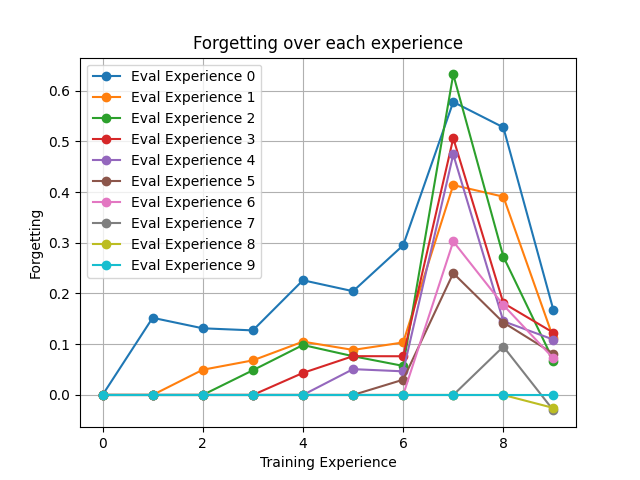 Forgetting over each experience
Eval Experience 0
Eval Experience 1
Eval Experience 2
Eval Experience 3
Eval Experience 4
Eval Experience 5
Eval Experience 6
Eval Experience 7
Eval Experience 8
Eval Experience 9
Forgetting
0.6
0.5
0.4
0.3
0.2
0.1
0.0
0 2 4 6 8
Training Experience